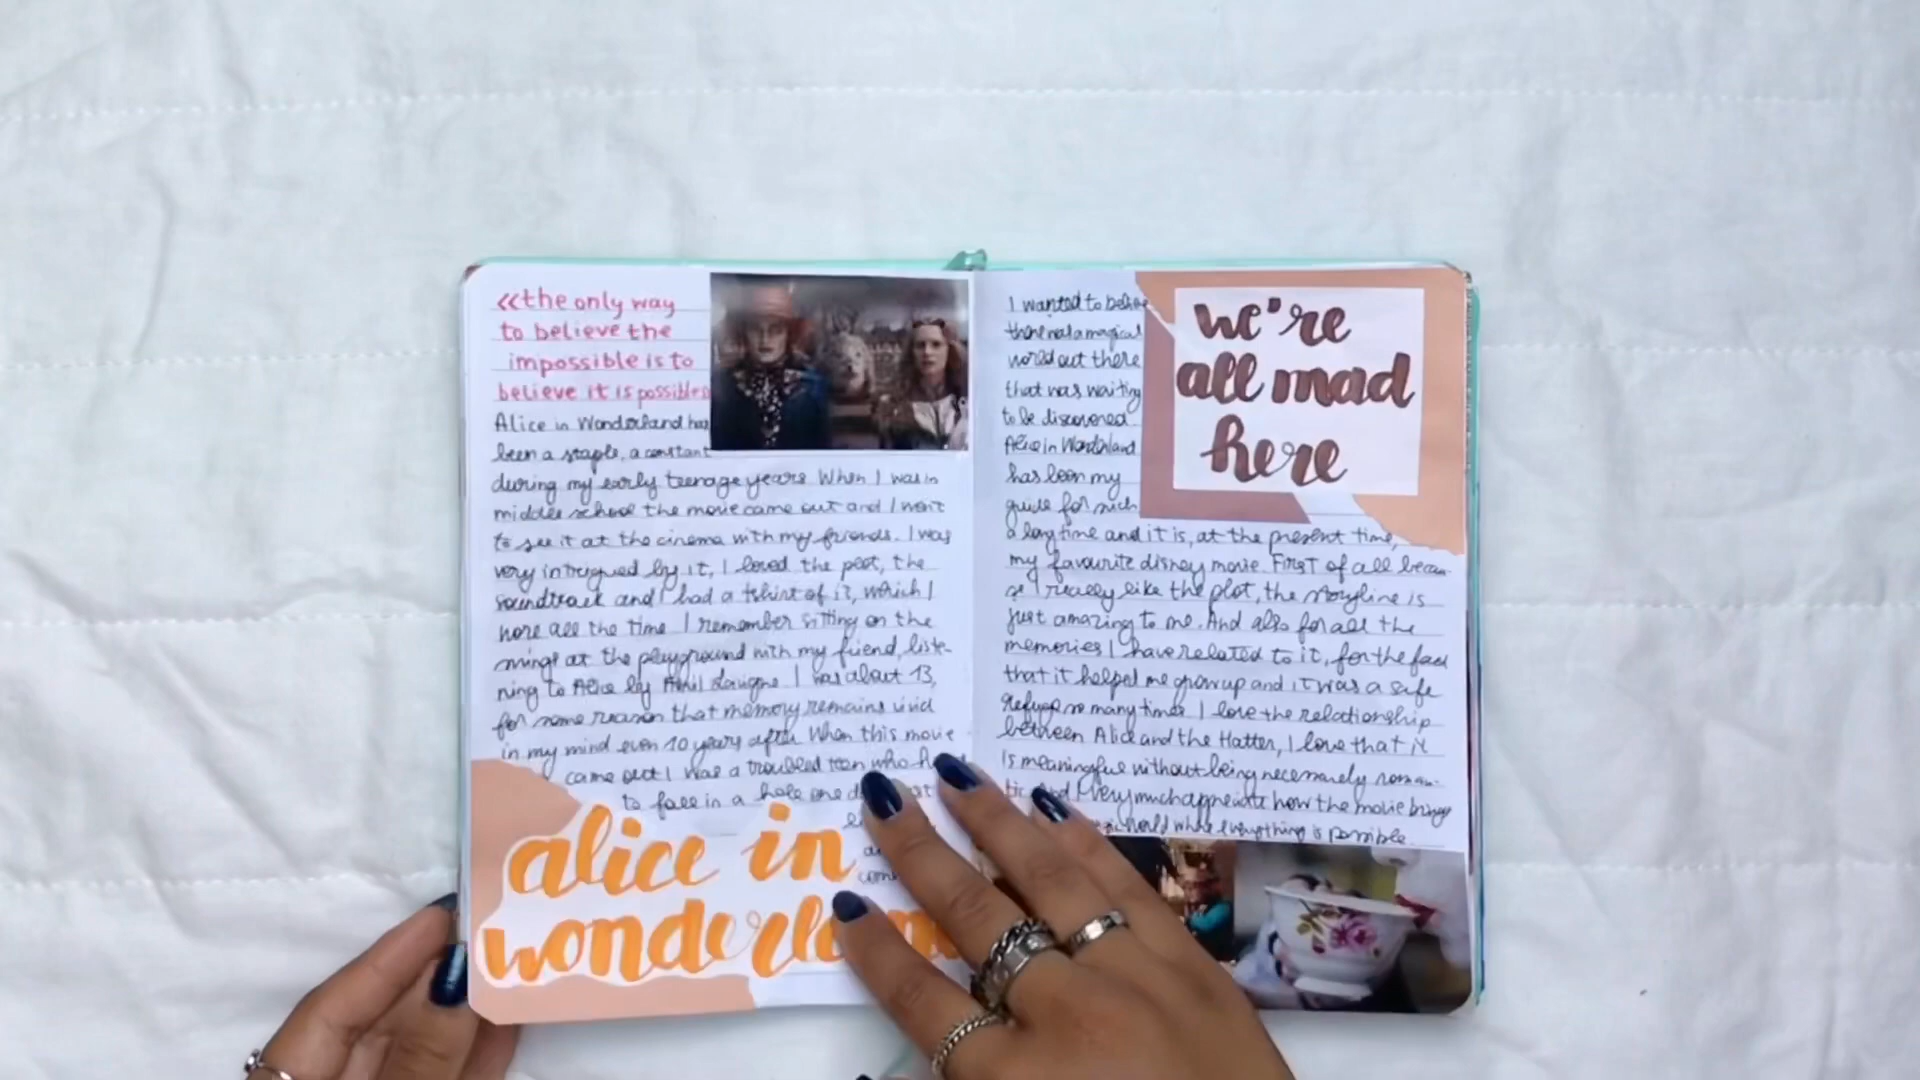 «the only way
to believe the
impossible is to
believe it is possible»
Alice in Wonderland has
been a staple, a constant
during my early teenage years. When I was in
middle school the movie came out and I went
to see it at the cinema with my friends. I was
very intrigued by it, I loved the plot, the
soundtrack and I had a tshirt of it, which I
wore all the time. I remember sitting on the
swings at the playground with my friend, liste-
ning to Alice by Avril Lavigne. I was about 13,
for some reason that memory remains vivid
in my mind even 10 years after. When this movie
came out I was a troubled teen who
to fall in a hole one
alice in
wonderland
I wanted to believe
there was a magical
world out there
that was waiting
to be discovered.
Alice in Wonderland
has been my
guide for such
a long time and it is, at the present time,
my favourite disney movie. First of all becau-
se I really like the plot, the storyline is
just amazing to me. And also for all the
memories I have related to it, for the fact
that it helped me grow up and it was a safe
refuge so many times. I love the relationship
between Alice and the Hatter, I love that it
is meaningful without being necessarely roman-
tic. And I very much appreciate how the movie brings
world where everything is possible.
we're
all mad
here